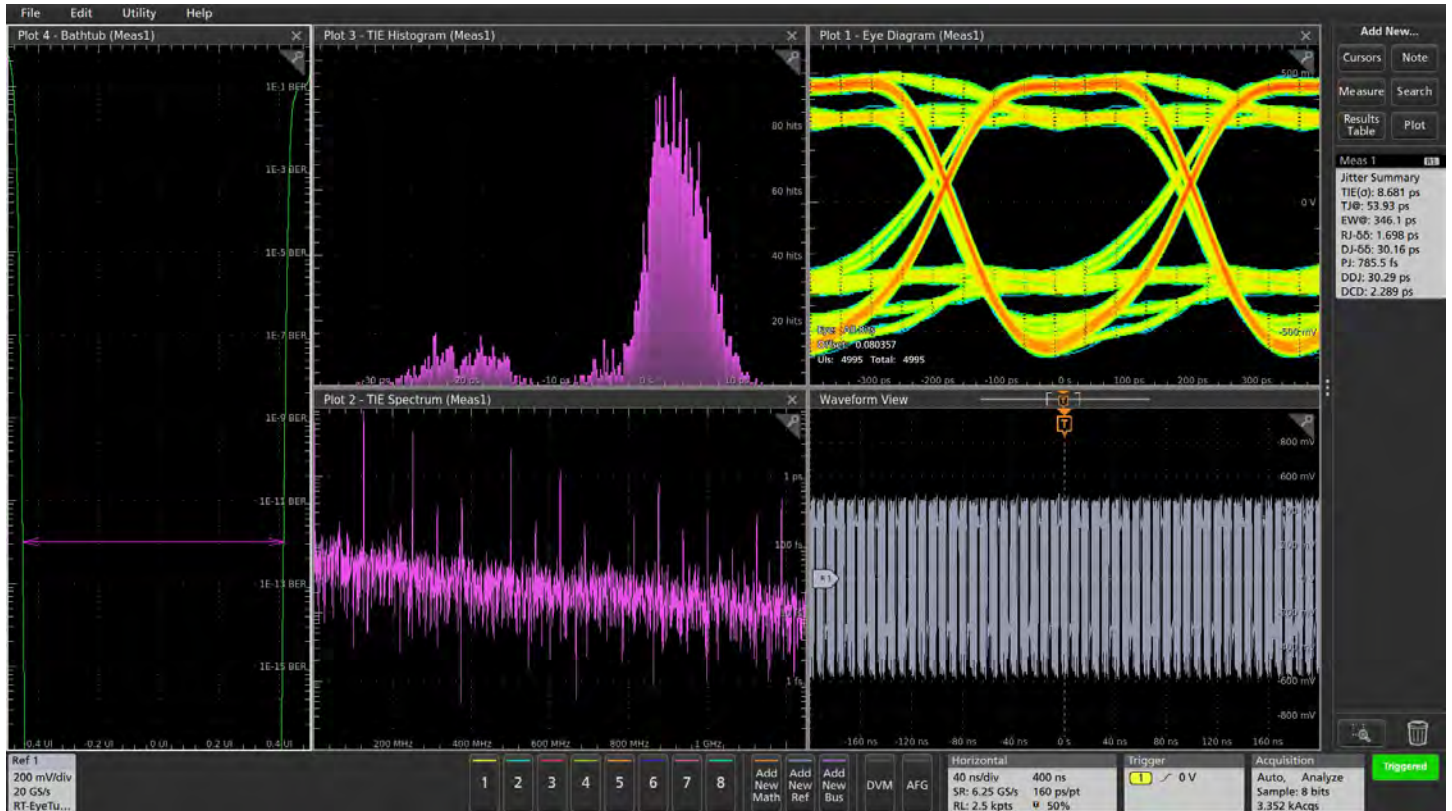 File Edit Utility Help
Plot 4 - Bathtub (Meas1)
1E-1 BER
1E-3 BER
1E-5 BER
1E-7 BER
1E-9 BER
1E-11 BER
1E-13 BER
1E-15 BER
-0.2 UI 0 UI 0.2 UI
Plot 3 - TIE Histogram (Meas1)
80 hits
60 hits
40 hits
20 hits
-30 ps -20 ps -10 ps 0 s 10 ps
Plot 1 - Eye Diagram (Meas1)
500 m
0 V
-500 mV
Eye:
Offset: 0.080357
UIs: 4995 Total: 4995
-300 ps -200 ps -100 ps 0 s 100 ps 200 ps 300 ps
Plot 2 - TIE Spectrum (Meas1)
1 ps
100 fs
1 fs
200 MHz 400 MHz 600 MHz 800 MHz 1 GHz
Waveform View
T
800 mV
600 mV
R1
-600 mV
-800 mV
-160 ns -120 ns -80 ns -40 ns 0 s 40 ns 80 ns 120 ns 160 ns
Add New...
Cursors Note
Measure Search
Results Table Plot
Meas 1 R1
Jitter Summary
TIE(σ): 8.681 ps
TJ@: 53.93 ps
EW@: 346.1 ps
RJ-δδ: 1.698 ps
DJ-δδ: 30.16 ps
PJ: 785.5 fs
DDJ: 30.29 ps
DCD: 2.289 ps
Ref 1
200 mV/div
20 GS/s
RT-EyeTu...
1 2 3 4 5 6 7 8
Add New Math
Add New Ref
Add New Bus
DVM AFG
Horizontal
40 ns/div 400 ns
SR: 6.25 GS/s 160 ps/pt
RL: 2.5 kpts 50%
Trigger
1 0 V
Acquisition
Auto, Analyze
Sample: 8 bits
3.352 kAcqs
Triggered